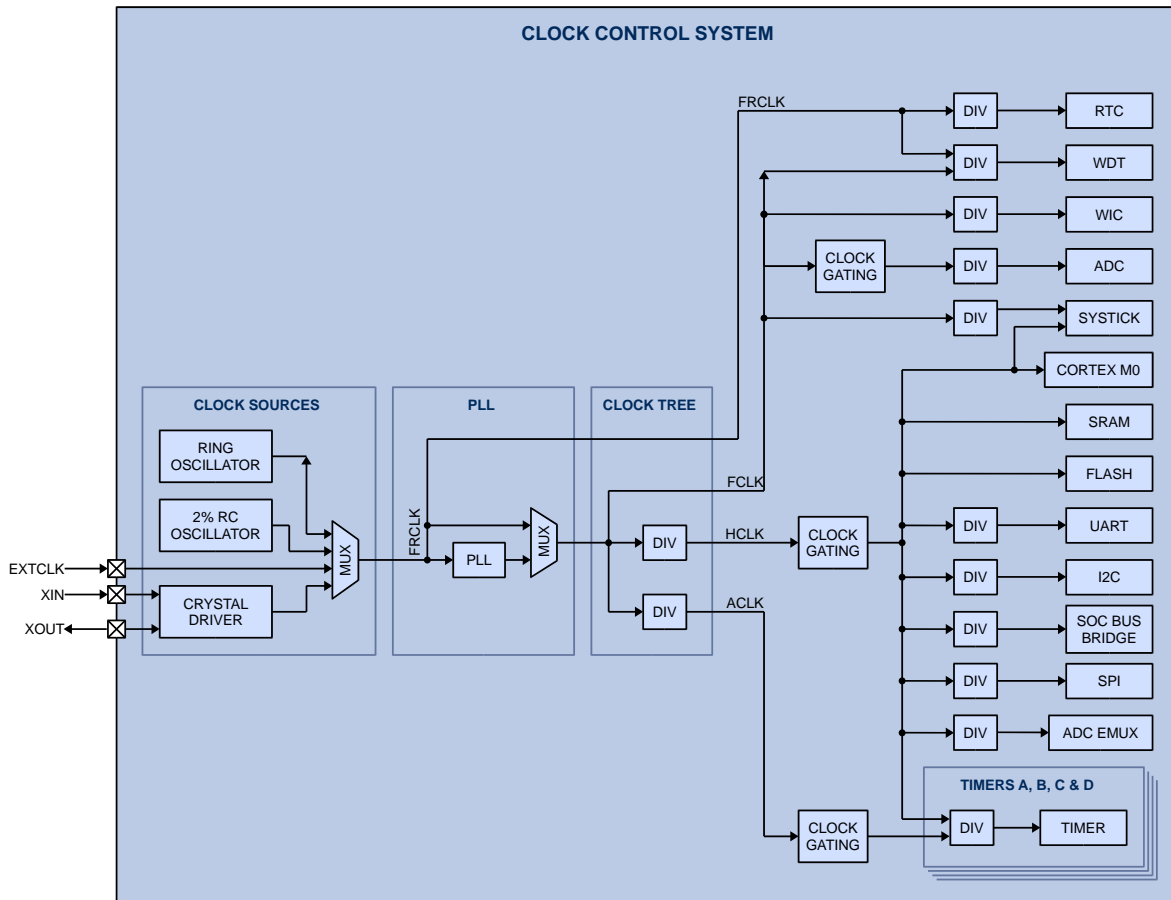 CLOCK CONTROL SYSTEM
FRCLK
DIV
RTC
DIV
WDT
DIV
WIC
CLOCK
GATING
DIV
ADC
DIV
SYSTICK
CORTEX M0
CLOCK SOURCES
PLL
CLOCK TREE
SRAM
RING
OSCILLATOR
FLASH
FCLK
2% RC
OSCILLATOR
MUX
FRCLK
PLL
MUX
DIV
HCLK
CLOCK
GATING
DIV
UART
EXTCLK
XIN
XOUT
CRYSTAL
DRIVER
DIV
I2C
DIV
ACLK
DIV
SOC BUS
BRIDGE
DIV
SPI
DIV
ADC EMUX
TIMERS A, B, C & D
CLOCK
GATING
DIV
TIMER